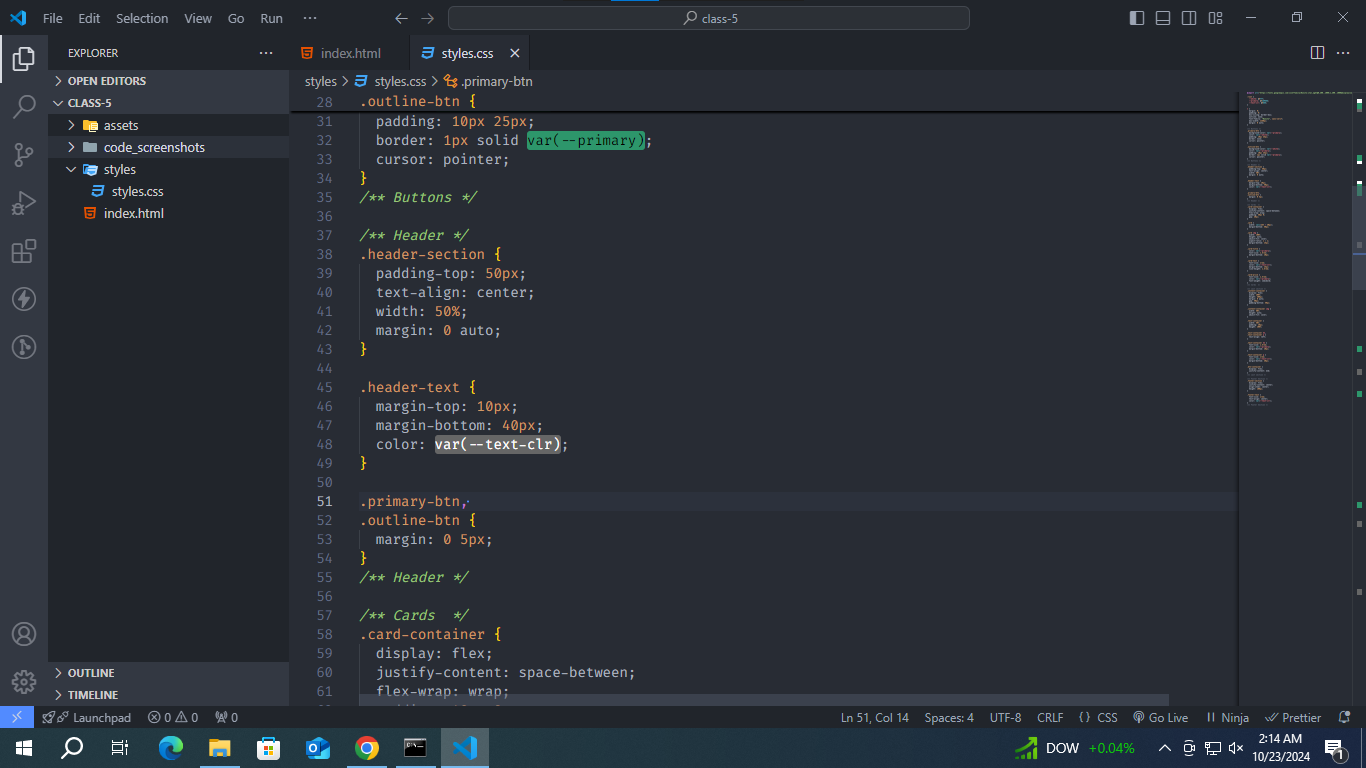 File Edit Selection View Go Run ···
class-5
EXPLORER ···
OPEN EDITORS
CLASS-5
assets
code_screenshots
styles
styles.css
index.html
OUTLINE
TIMELINE
index.html styles.css
styles > styles.css > .primary-btn
28 .outline-btn {
31 padding: 10px 25px;
32 border: 1px solid var(--primary);
33 cursor: pointer;
34 }
35 /** Buttons */
36
37 /** Header */
38 .header-section {
39 padding-top: 50px;
40 text-align: center;
41 width: 50%;
42 margin: 0 auto;
43 }
44
45 .header-text {
46 margin-top: 10px;
47 margin-bottom: 40px;
48 color: var(--text-clr);
49 }
50
51 .primary-btn,
52 .outline-btn {
53 margin: 0 5px;
54 }
55 /** Header */
56
57 /** Cards */
58 .card-container {
59 display: flex;
60 justify-content: space-between;
61 flex-wrap: wrap;
Launchpad 0 0 0 Ln 51, Col 14 Spaces: 4 UTF-8 CRLF {} CSS Go Live Ninja Prettier
DOW +0.04%
2:14 AM
10/23/2024
1